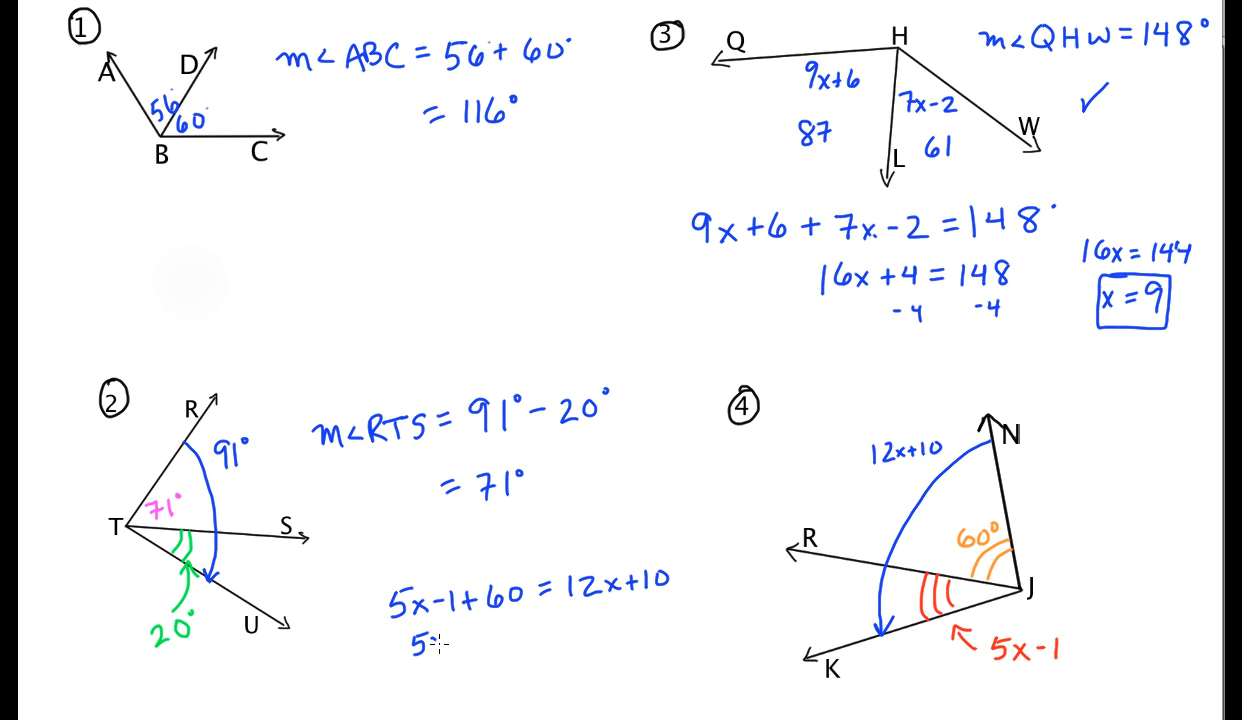 1
A
D
B
C
56°
60°
m<ABC = 56° + 60°
= 116°
3
Q
H
W
L
9x+6
7x-2
87
61
m<QHW = 148°
✓
9x+6 + 7x-2 = 148°
16x+4 = 148
-4 -4
16x = 144
x = 9
2
R
T
S
U
91°
71°
20°
m<RTS = 91° - 20°
= 71°
4
N
R
J
K
12x+10
60°
5x-1
5x-1+60 = 12x+10
5